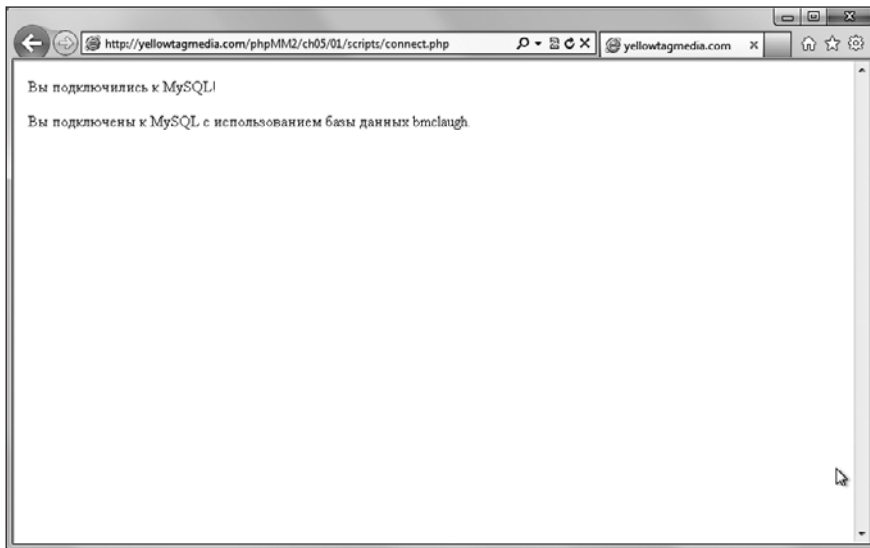 http://yellowtagmedia.com/phpMM2/ch05/01/scripts/connect.php
yellowtagmedia.com
Вы подключились к MySQL!
Вы подключены к MySQL с использованием базы данных bmclaugh.